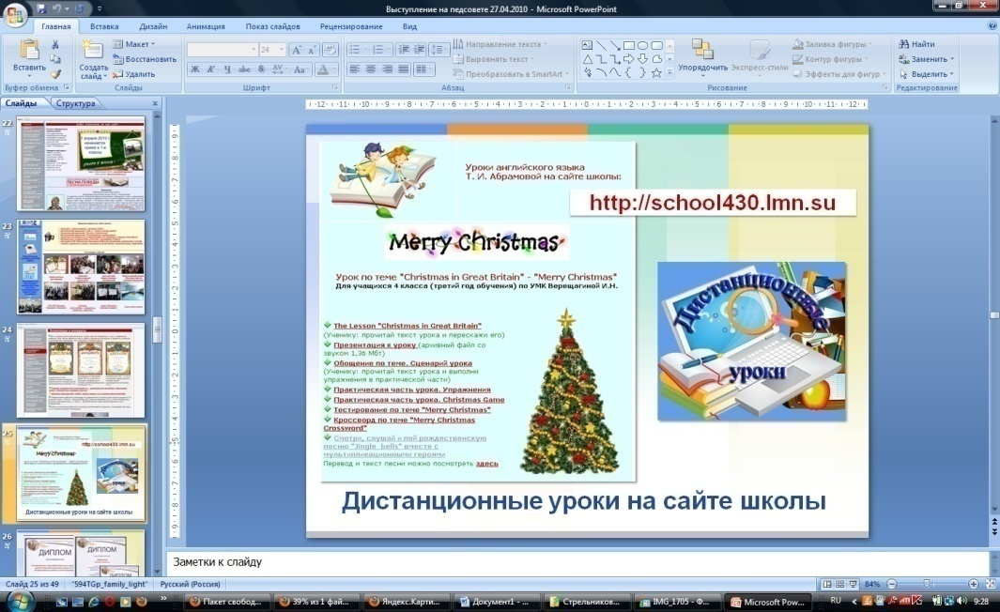 Выступление на педсовете 27.04.2010 - Microsoft PowerPoint
Главная Вставка Дизайн Анимация Показ слайдов Рецензирование Вид
Вставить
Буфер обмена
Создать слайд
Макет
Восстановить
Удалить
Слайды
24
Ж К Ч abc S AV Aa A
Шрифт
Направление текста
Выровнять текст
Преобразовать в SmartArt
Абзац
Упорядочить
Экспресс-стили
Заливка фигуры
Контур фигуры
Эффекты для фигур
Рисование
Найти
Заменить
Выделить
Редактирование
Слайды Структура
22
23
24
25
26
ДИПЛОМ
ДИПЛОМ
Уроки английского языка
Т. И. Абрамовой на сайте школы:
http://school430.lmn.su
Merry Christmas
Урок по теме "Christmas in Great Britain" - "Merry Christmas"
Для учащихся 4 класса (третий год обучения) по УМК Верещагиной И.Н.
The Lesson "Christmas in Great Britain"
(Ученику: прочитай текст урока и перескажи его)
Презентация к уроку (архивный файл со
звуком 1,36 Мбт)
Обощение по теме. Сценарий урока
(Ученику: прочитай текст урока и выполни
упражнения в практической части)
Практическая часть урока. Упражнения
Практическая часть урока. Christmas Game
Тестирование по теме "Merry Christmas"
Кроссворд по теме "Merry Christmas
Crossword"
Смотри, слушай и пой рождественскую
песню "Jingle bells" вместе с
мультипликационными героями
Перевод и текст песни можно посмотреть здесь
Дистанционные
уроки
Дистанционные уроки на сайте школы
Заметки к слайду
Слайд 25 из 49 "594TGp_family_light" Русский (Россия) 84%
Пакет свобод... 39% из 1 фай... Яндекс.Карти... Документ1 - ... Стрельников... IMG_1705 - Ф... Microsoft Pow... RU 9:28